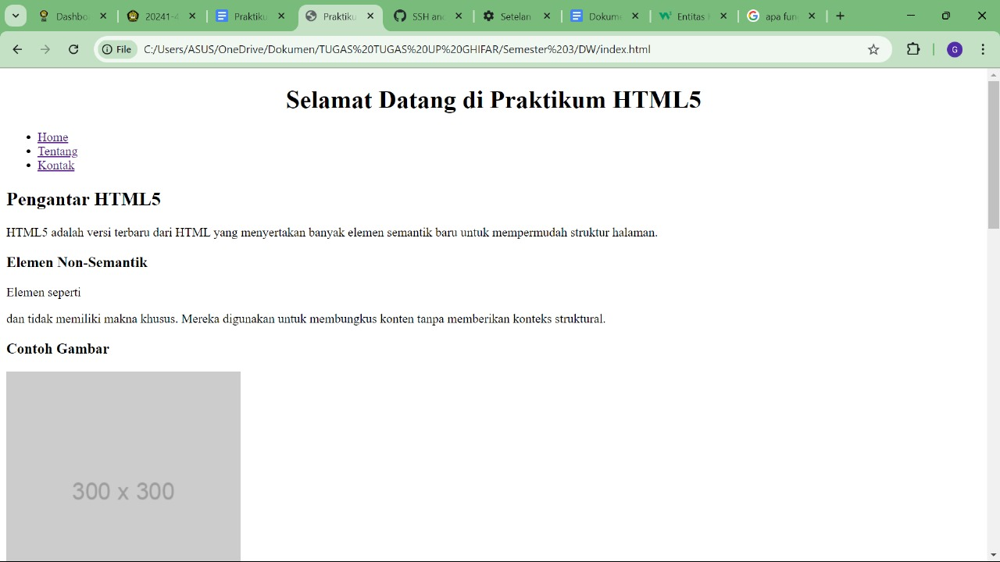 Dashbo
20241-4
Praktiku
Praktiku
SSH and
Setelan
Dokume
Entitas
apa fun
File
C:/Users/ASUS/OneDrive/Dokumen/TUGAS%20TUGAS%20UP%20GHIFAR/Semester%203/DW/index.html
G
Selamat Datang di Praktikum HTML5
Home
Tentang
Kontak
Pengantar HTML5
HTML5 adalah versi terbaru dari HTML yang menyertakan banyak elemen semantik baru untuk mempermudah struktur halaman.
Elemen Non-Semantik
Elemen seperti
dan tidak memiliki makna khusus. Mereka digunakan untuk membungkus konten tanpa memberikan konteks struktural.
Contoh Gambar
300 x 300